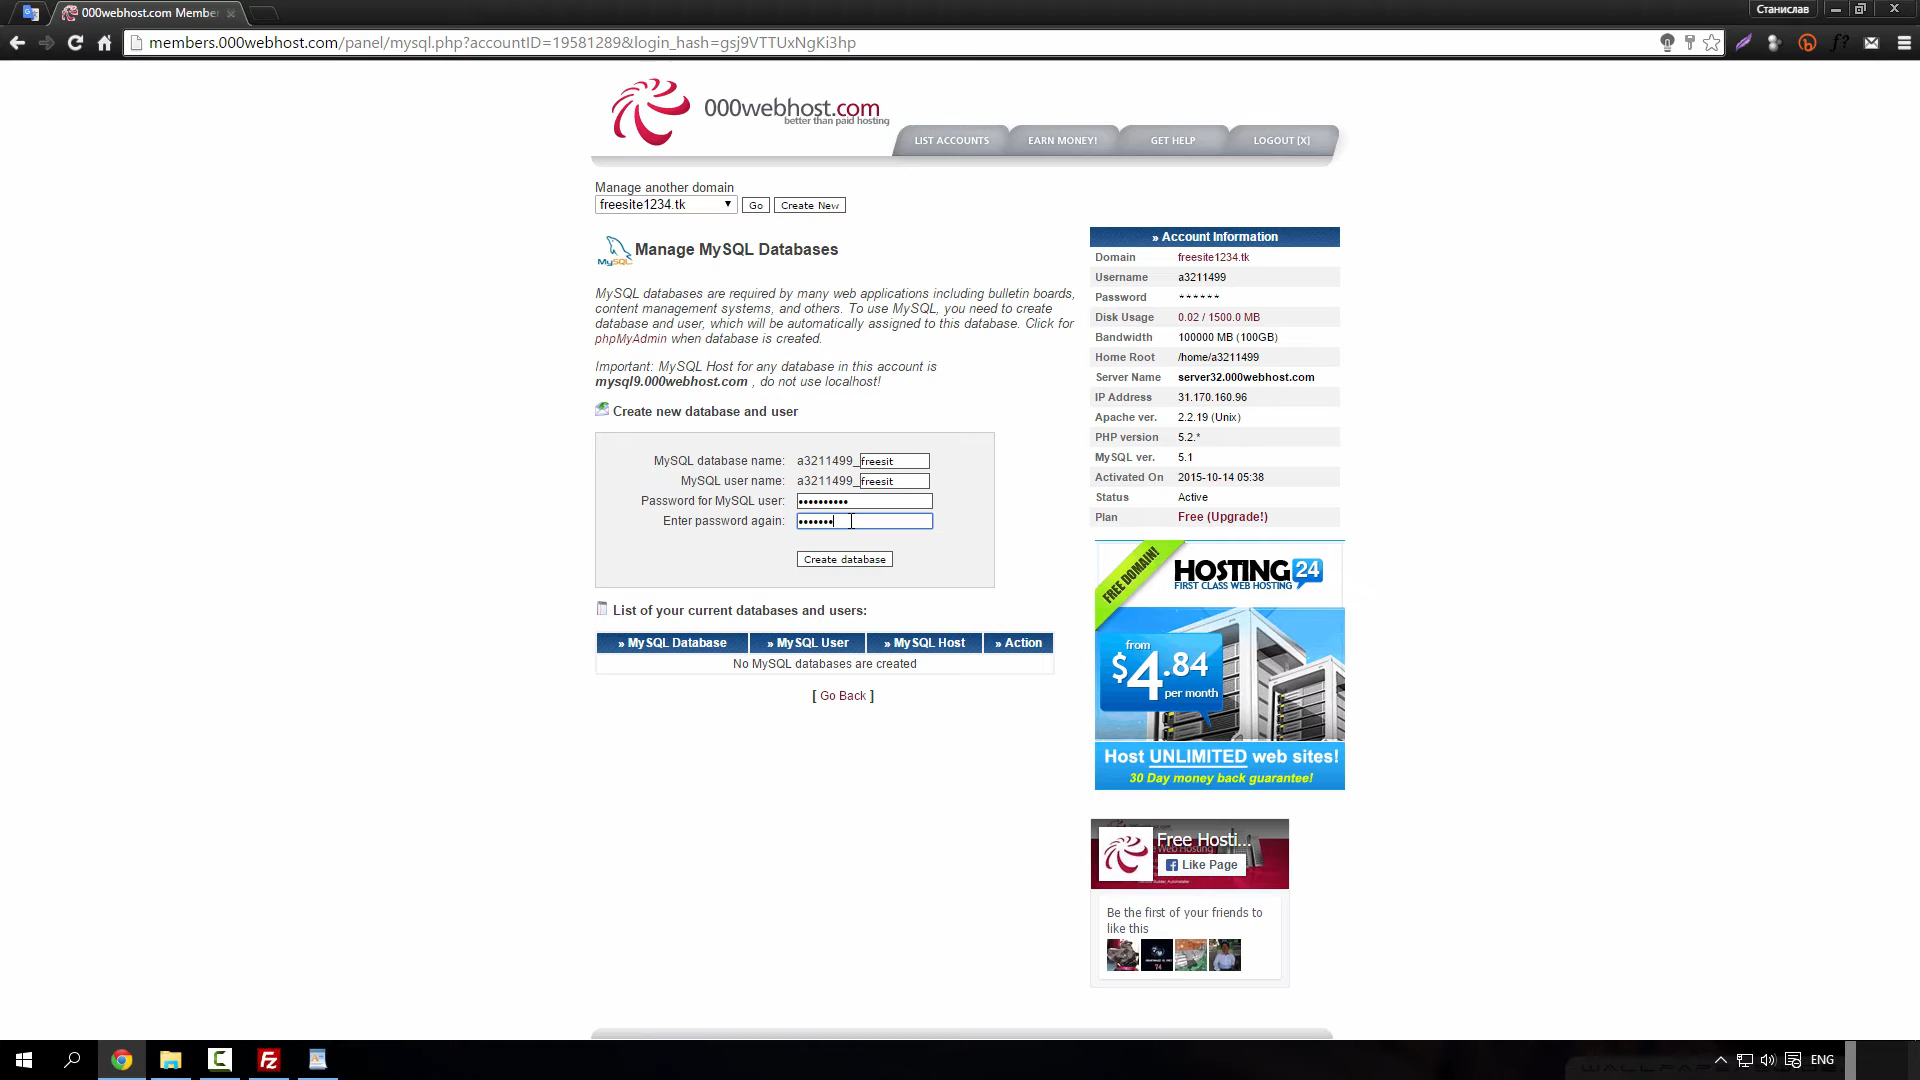 000webhost.com Membe
Станислав
members.000webhost.com/panel/mysql.php?accountID=19581289&login_hash=gsj9VTTUxNgKi3hp
000webhost.com
better than paid hosting
LIST ACCOUNTS
EARN MONEY!
GET HELP
LOGOUT [X]
Manage another domain
freesite1234.tk
Go
Create New
MySQL
Manage MySQL Databases
MySQL databases are required by many web applications including bulletin boards,
content management systems, and others. To use MySQL, you need to create
database and user, which will be automatically assigned to this database. Click for
phpMyAdmin when database is created.
Important: MySQL Host for any database in this account is
mysql9.000webhost.com , do not use localhost!
Create new database and user
MySQL database name: a3211499_ freesit
MySQL user name: a3211499_ freesit
Password for MySQL user: ••••••••••
Enter password again: •••••••
Create database
List of your current databases and users:
» MySQL Database » MySQL User » MySQL Host » Action
No MySQL databases are created
[ Go Back ]
» Account Information
Domain freesite1234.tk
Username a3211499
Password ******
Disk Usage 0.02 / 1500.0 MB
Bandwidth 100000 MB (100GB)
Home Root /home/a3211499
Server Name server32.000webhost.com
IP Address 31.170.160.96
Apache ver. 2.2.19 (Unix)
PHP version 5.2.*
MySQL ver. 5.1
Activated On 2015-10-14 05:38
Status Active
Plan Free (Upgrade!)
FREE DOMAIN!
HOSTING 24
FIRST CLASS WEB HOSTING
from
$4.84
per month
Host UNLIMITED web sites!
30 Day money back guarantee!
Free Hosti...
Like Page
Be the first of your friends to
like this
74
ENG